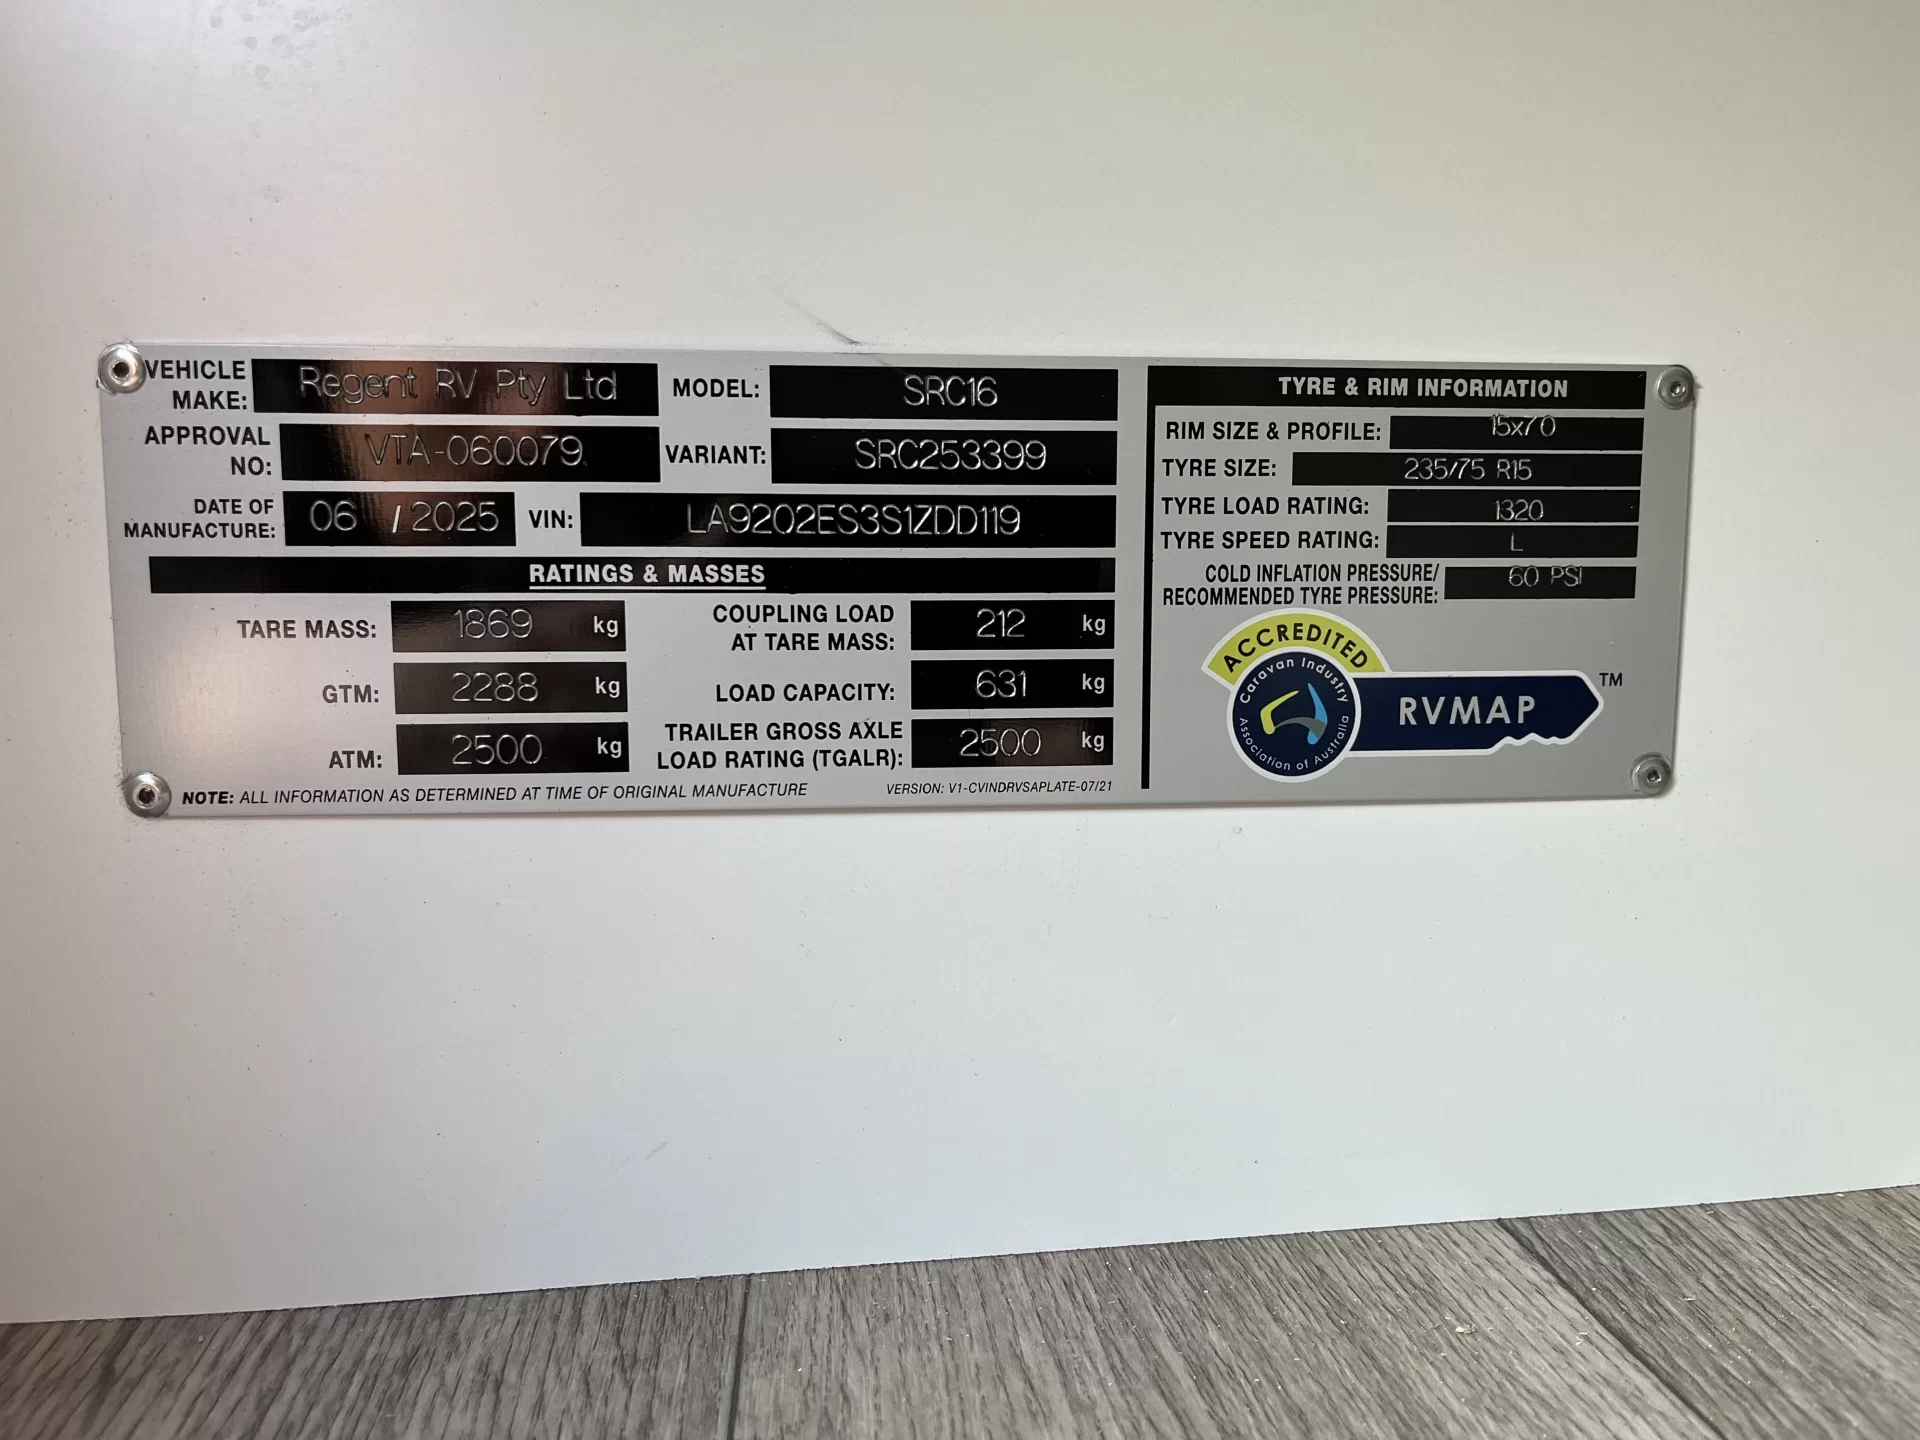 VEHICLE MAKE: Regent RV Pty Ltd MODEL: SRC16
APPROVAL NO: VTA-060079 VARIANT: SRC253399
DATE OF MANUFACTURE: 06 / 2025 VIN: LA9202ES3S1ZDD119
RATINGS & MASSES
TARE MASS: 1869 kg COUPLING LOAD AT TARE MASS: 212 kg
GTM: 2288 kg LOAD CAPACITY: 631 kg
ATM: 2500 kg TRAILER GROSS AXLE LOAD RATING (TGALR): 2500 kg
NOTE: ALL INFORMATION AS DETERMINED AT TIME OF ORIGINAL MANUFACTURE VERSION: V1-CVINDRVSAPLATE-07/21
TYRE & RIM INFORMATION
RIM SIZE & PROFILE: 15x7.0
TYRE SIZE: 235/75 R15
TYRE LOAD RATING: 1320
TYRE SPEED RATING: L
COLD INFLATION PRESSURE/ RECOMMENDED TYRE PRESSURE: 60 PSI
ACCREDITED
Caravan Industry Association of Australia
RVMAP ™